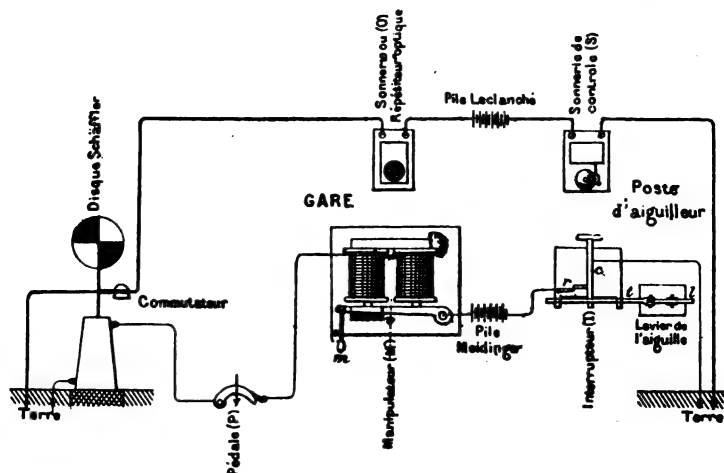 Sonnerie ou (O)
Répétiteur optique
Pile Leclanché
Sonnerie de
contrôle (S)
Disque Schäffler
GARE
Poste
d'aiguilleur
Commutateur
r
a
t
l
m
Pile
Meidinger
Levier de
l'aiguille
Terre
Pédale (P)
Manipulateur (M)
Interrupteur (I)
Terre